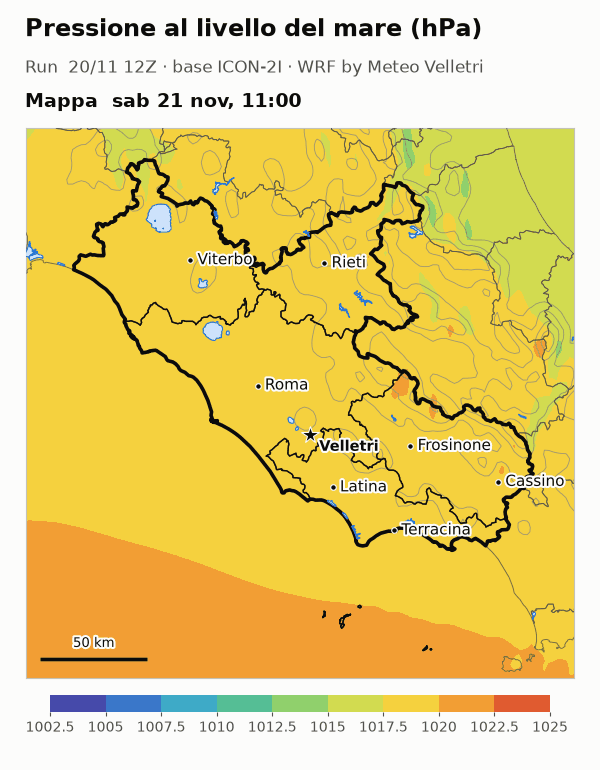 Pressione al livello del mare (hPa)
Run  20/11 12Z · base ICON-2I · WRF by Meteo Velletri
Mappa  sab 21 nov, 11:00
Viterbo
Rieti
Roma
Velletri
Frosinone
Cassino
Latina
Terracina
50 km
1002.5 1005 1007.5 1010 1012.5 1015 1017.5 1020 1022.5 1025